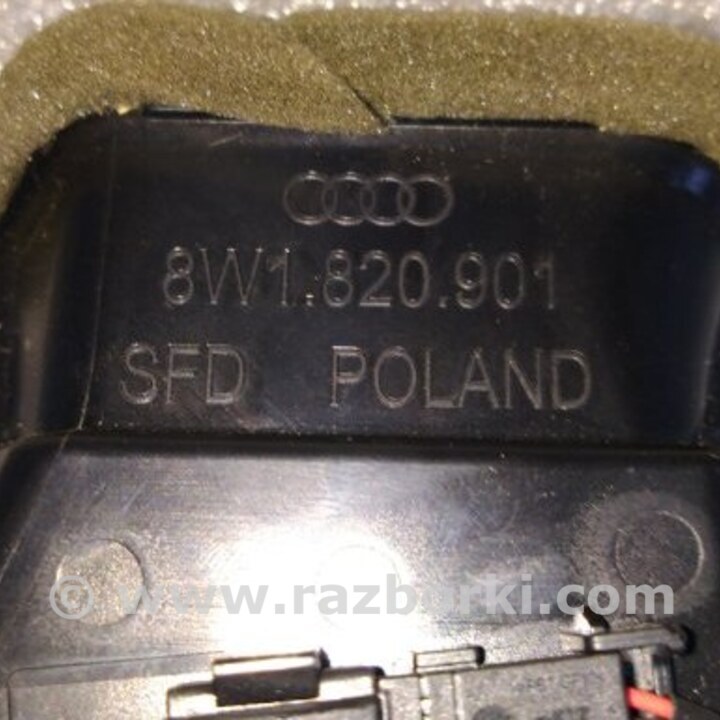 8W1.820.901
SFD POLAND
© www.razborki.com